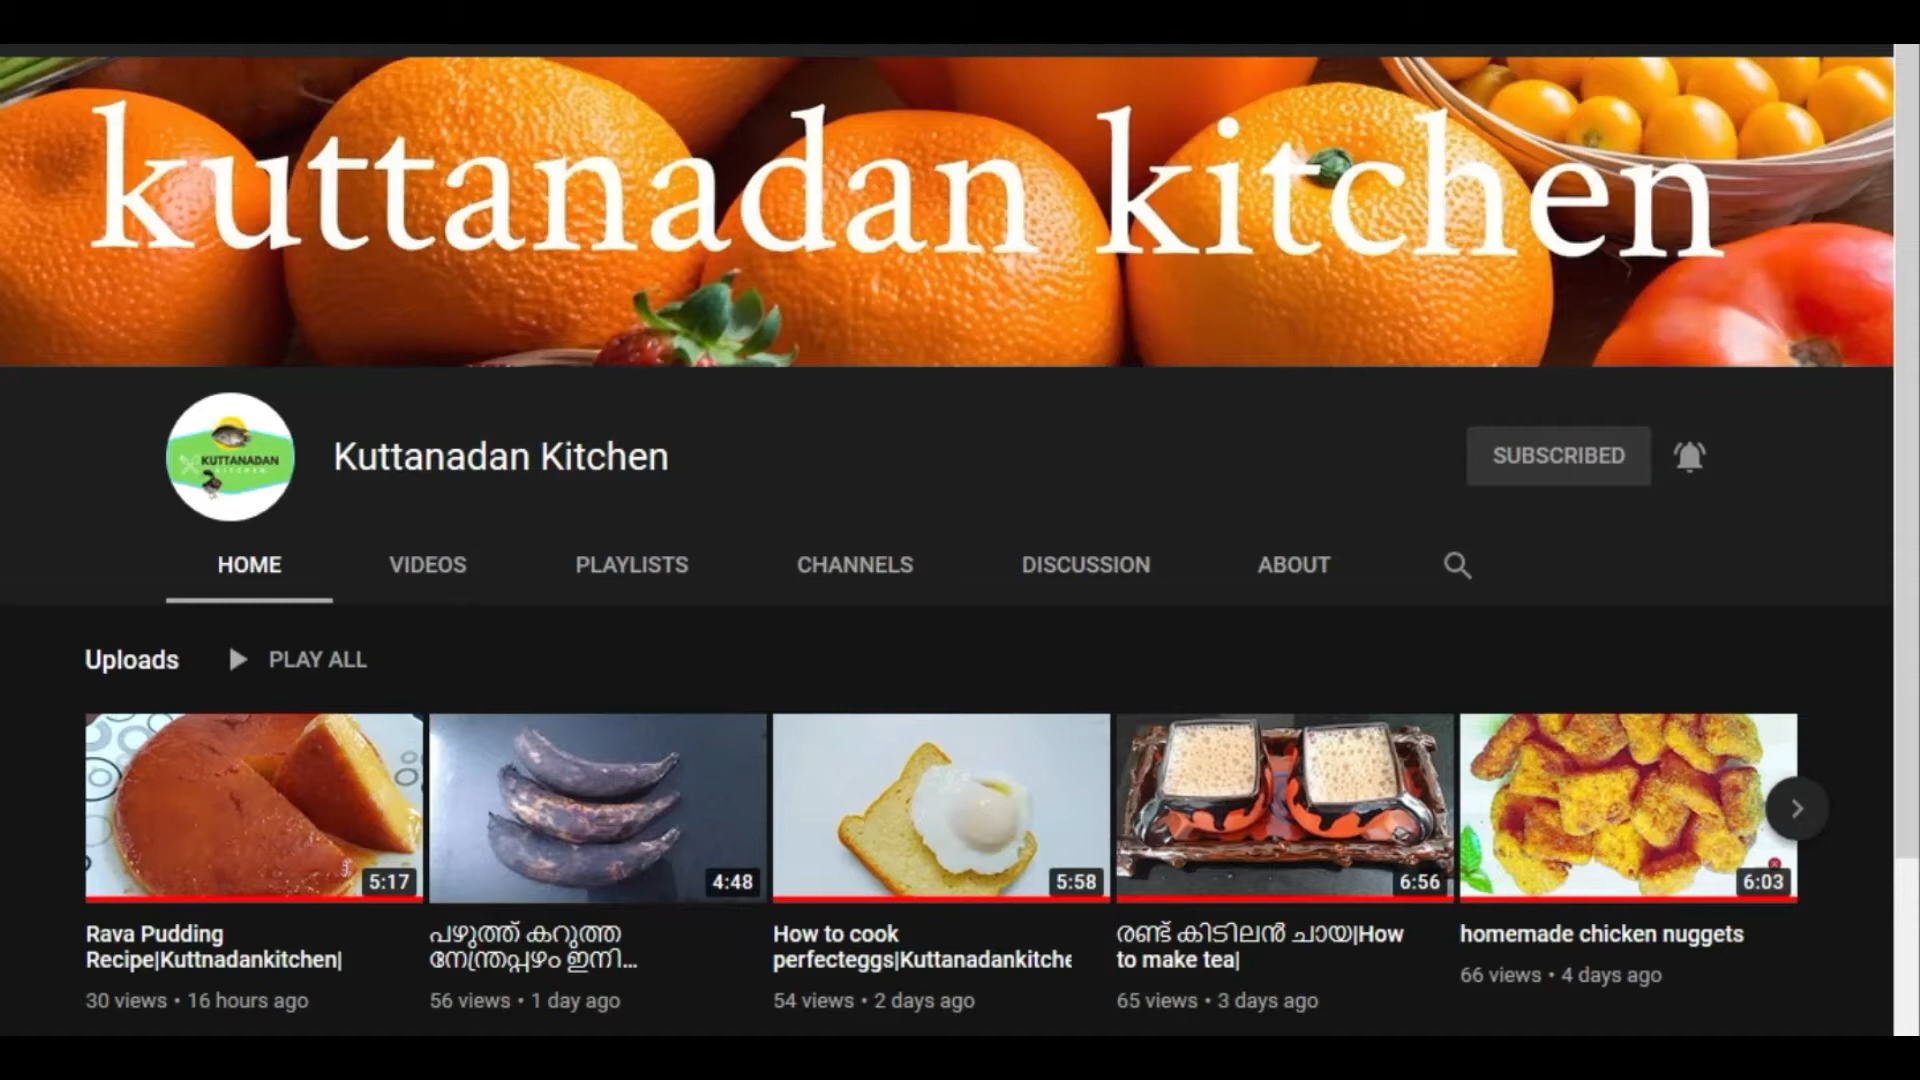 kuttanadan kitchen
KUTTANADAN
KITCHEN
Kuttanadan Kitchen
SUBSCRIBED
HOME VIDEOS PLAYLISTS CHANNELS DISCUSSION ABOUT
Uploads PLAY ALL
5:17 4:48 5:58 6:56 6:03
Rava Pudding
Recipe|Kuttnadankitchen|
30 views • 16 hours ago
പഴുത്ത് കറുത്ത
നേന്ത്രപ്പഴം ഇനി...
56 views • 1 day ago
How to cook
perfecteggs|Kuttanadankitche
54 views • 2 days ago
രണ്ട് കിടിലൻ ചായ|How
to make tea|
65 views • 3 days ago
homemade chicken nuggets
66 views • 4 days ago